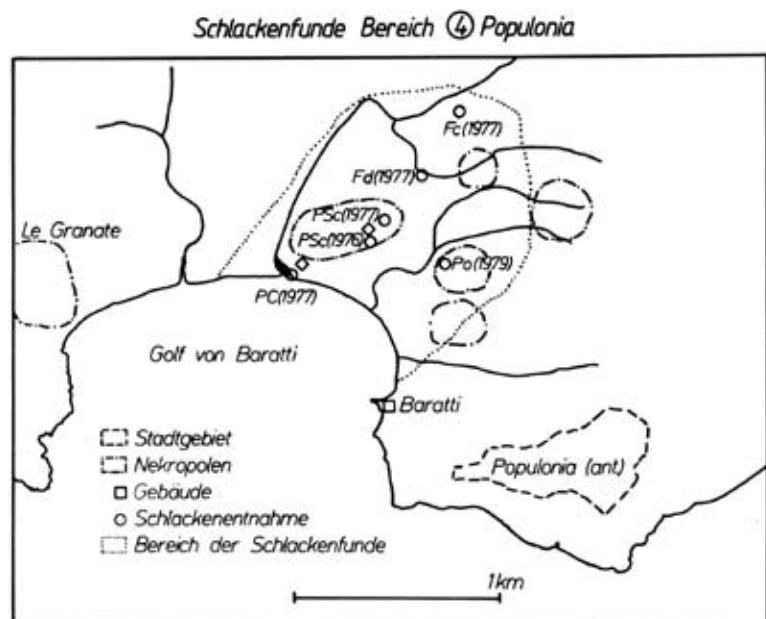 Schlackenfunde Bereich ④ Populonia
Fc(1977)
Fd(1977)
PSc(1977)
Le Granate
PSc(1976)
Po(1979)
PC(1977)
Golf von Baratti
Baratti
Stadtgebiet
Nekropolen
Populonia (ant.)
Gebäude
Schlackenentnahme
Bereich der Schlackenfunde
1km